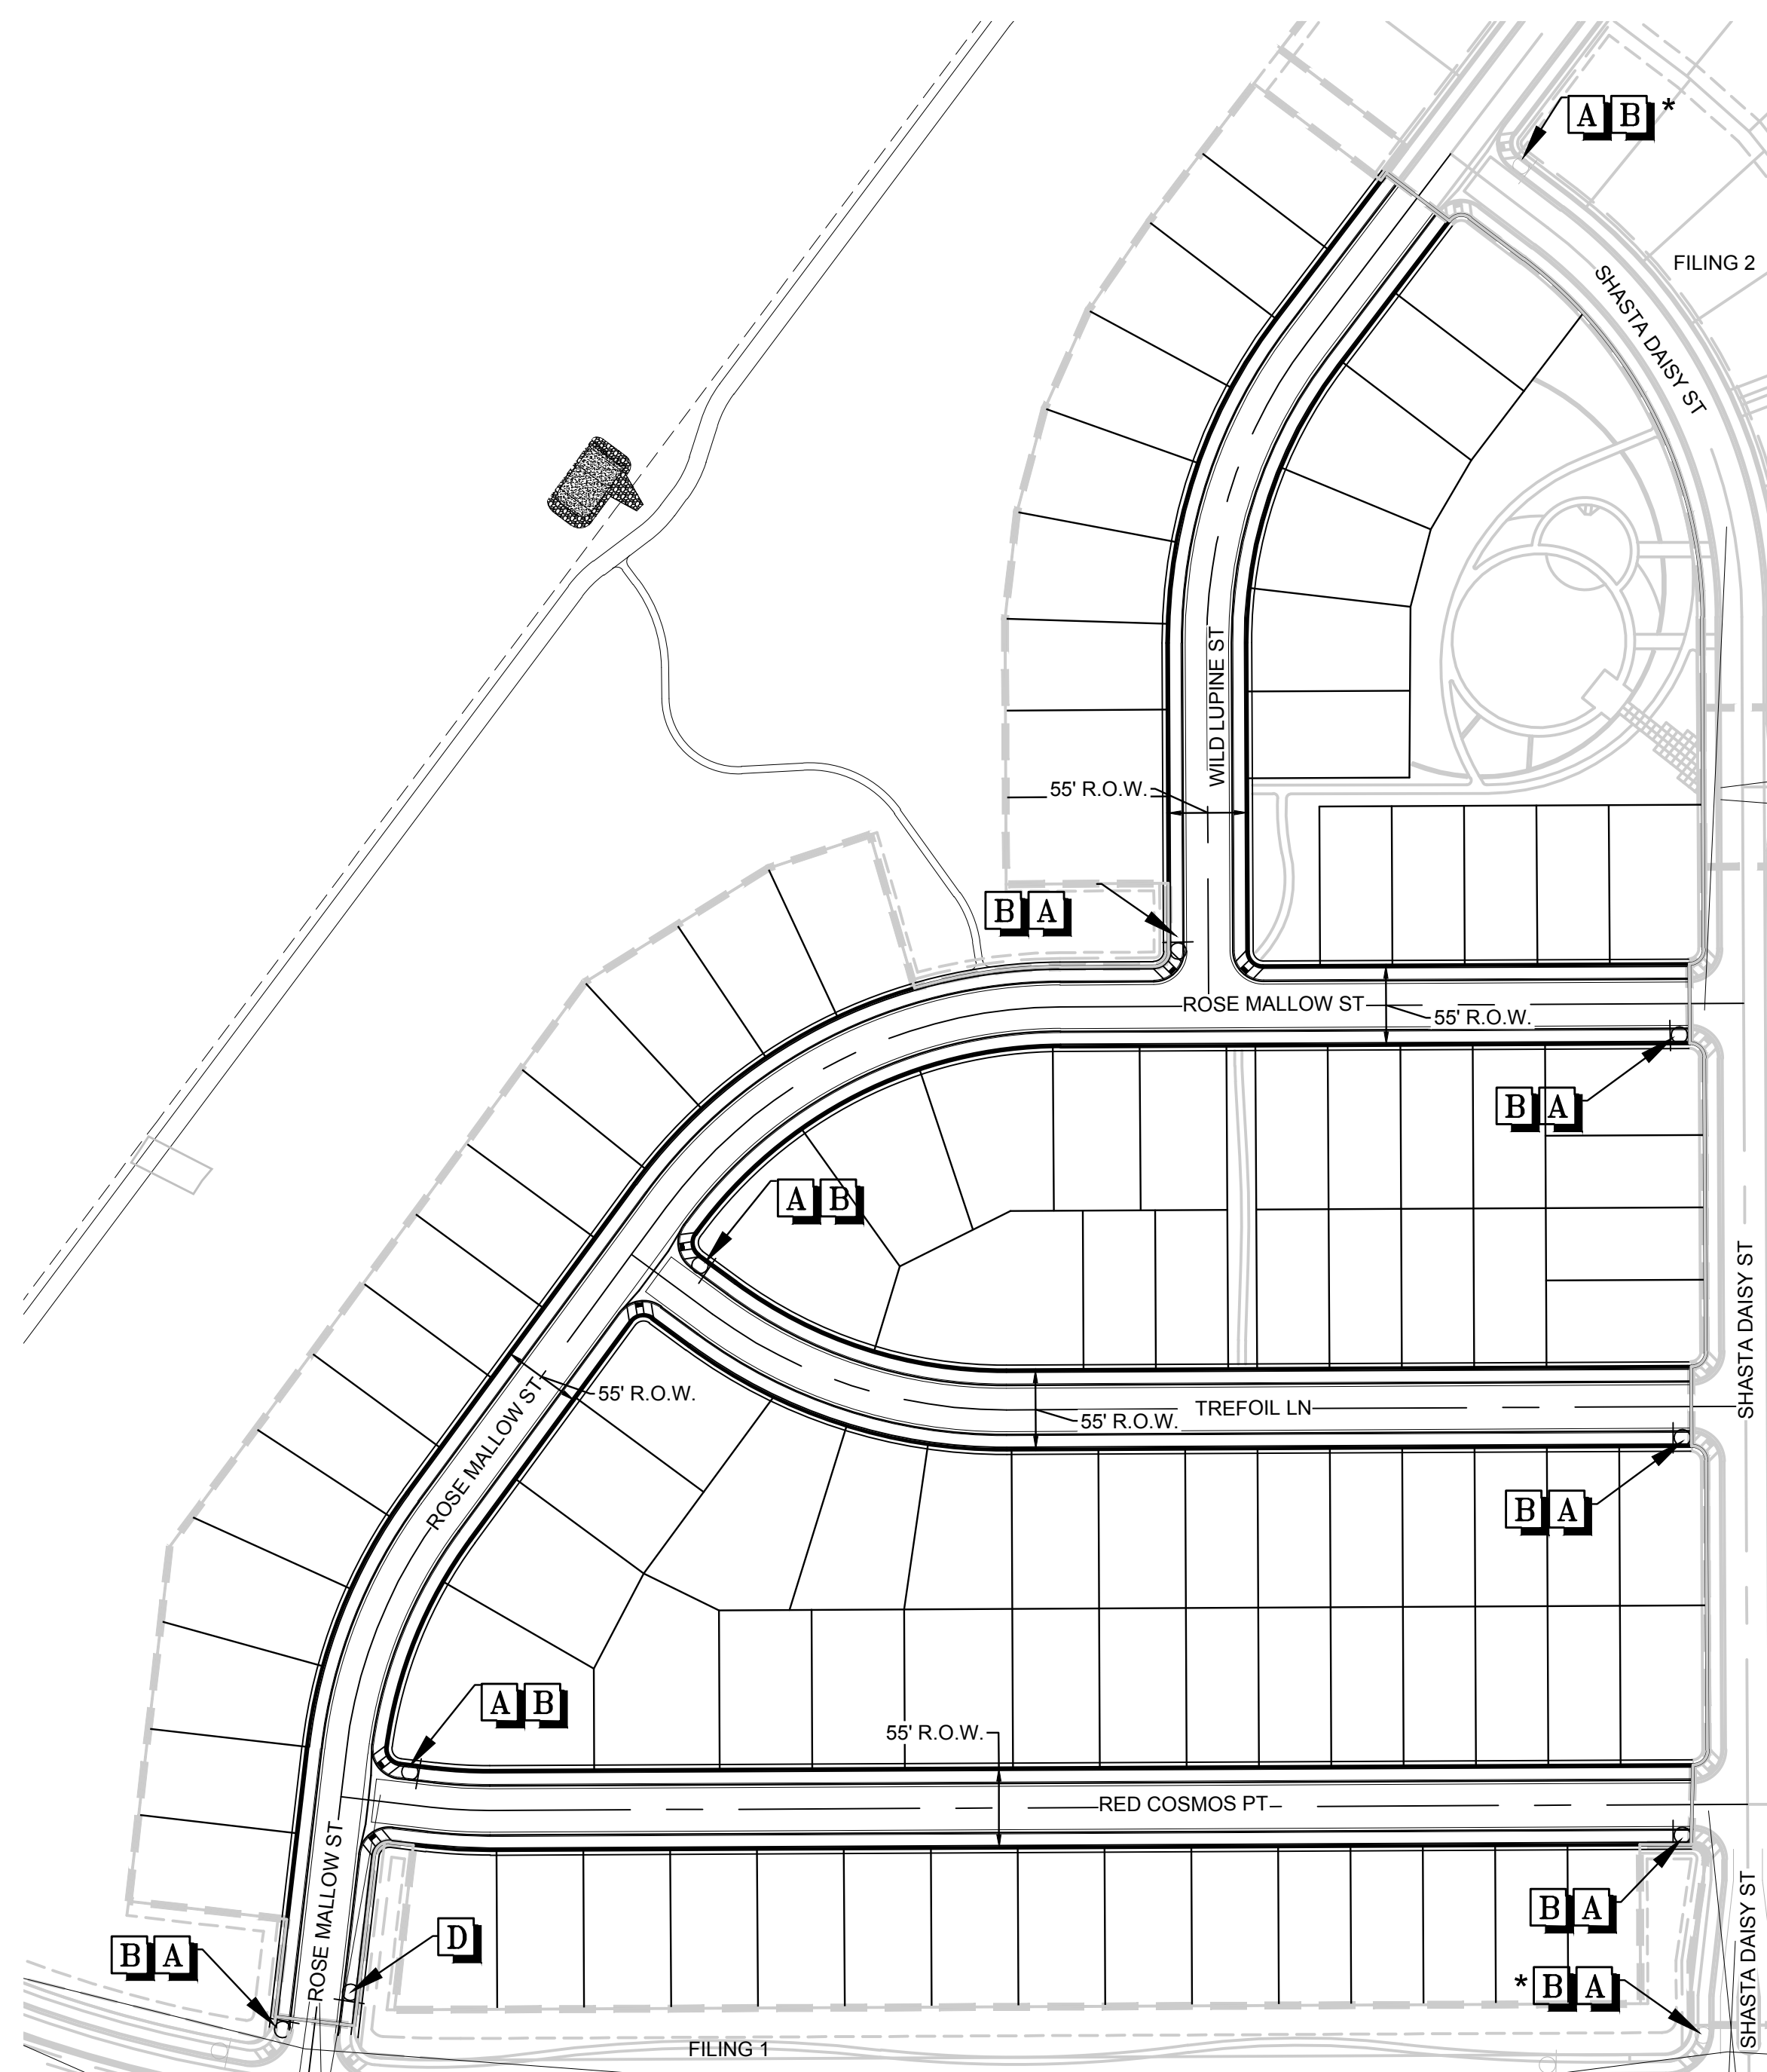 A B *
FILING 2
SHASTA DAISY ST
WILD LUPINE ST
55' R.O.W.
B A
ROSE MALLOW ST
55' R.O.W.
B A
A B
SHASTA DAISY ST
55' R.O.W.
ROSE MALLOW ST
TREFOIL LN
55' R.O.W.
B A
A B
55' R.O.W.
RED COSMOS PT
ROSE MALLOW ST
B A
D
B A
* B A
SHASTA DAISY ST
FILING 1